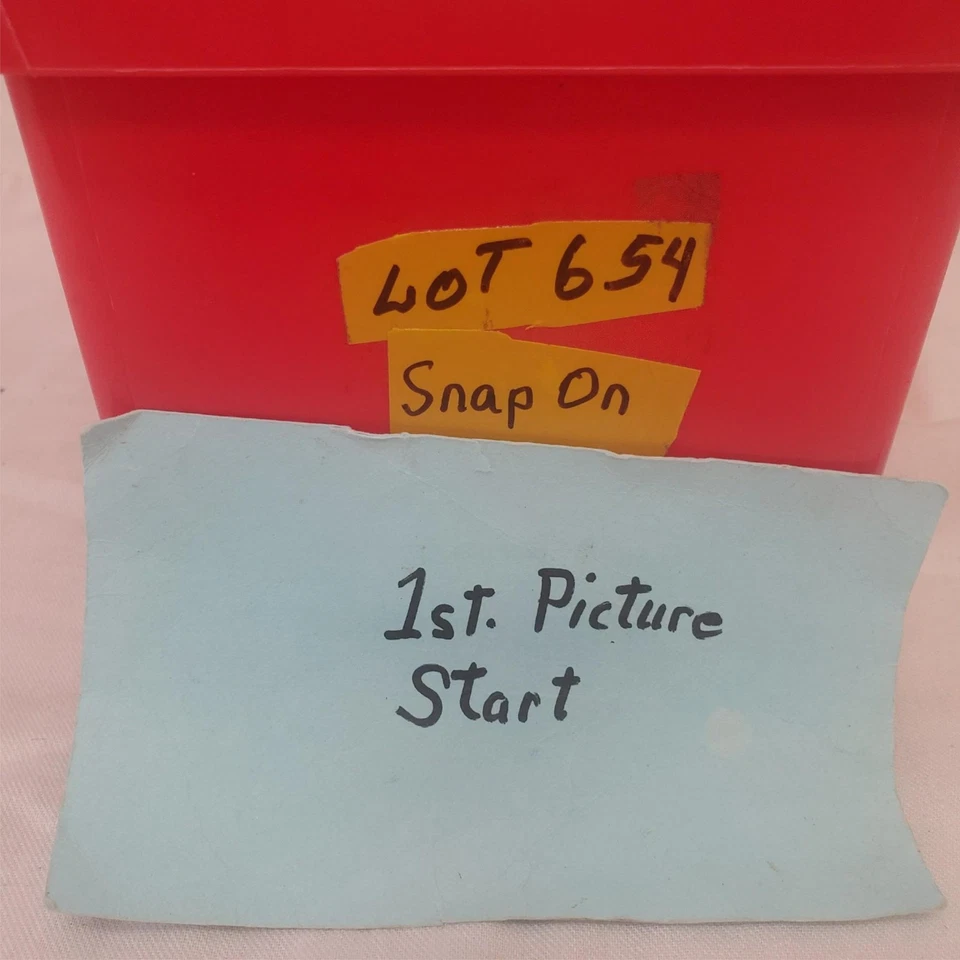 LOT 654
Snap On
1st. Picture
Start